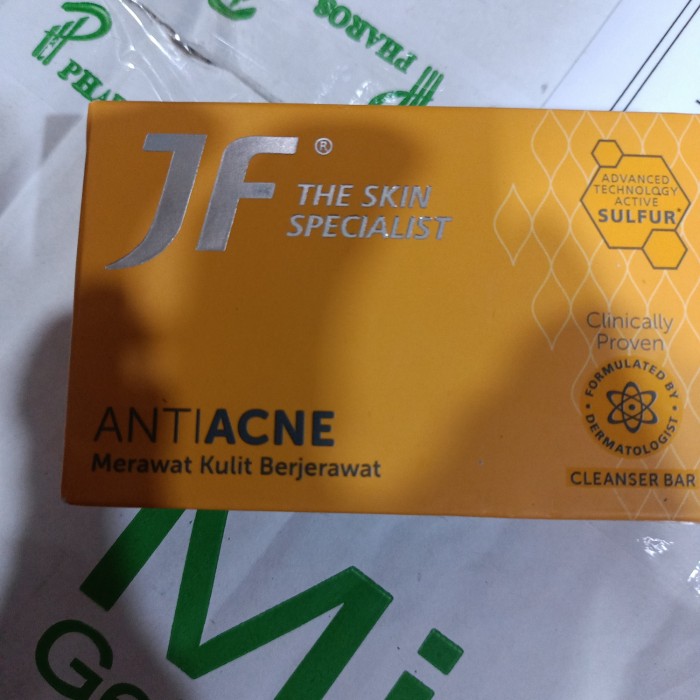 PHAROS
JF®
THE SKIN
SPECIALIST
ADVANCED
TECHNOLOGY
ACTIVE
SULFUR*
Clinically
Proven
FORMULATED BY
• DERMATOLOGIST •
CLEANSER BAR
ANTIACNE
Merawat Kulit Berjerawat